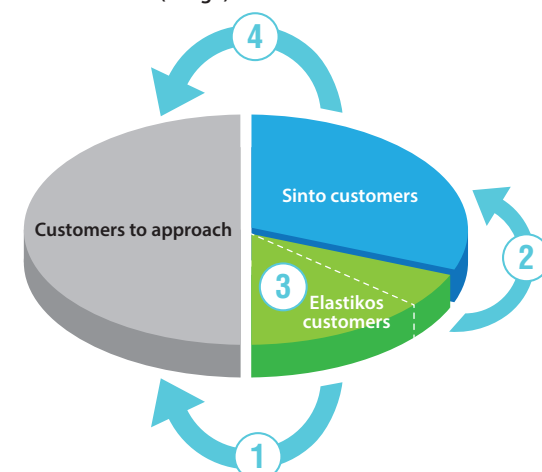 4
Sinto customers
Customers to approach
2
3
Elastikos
customers
1